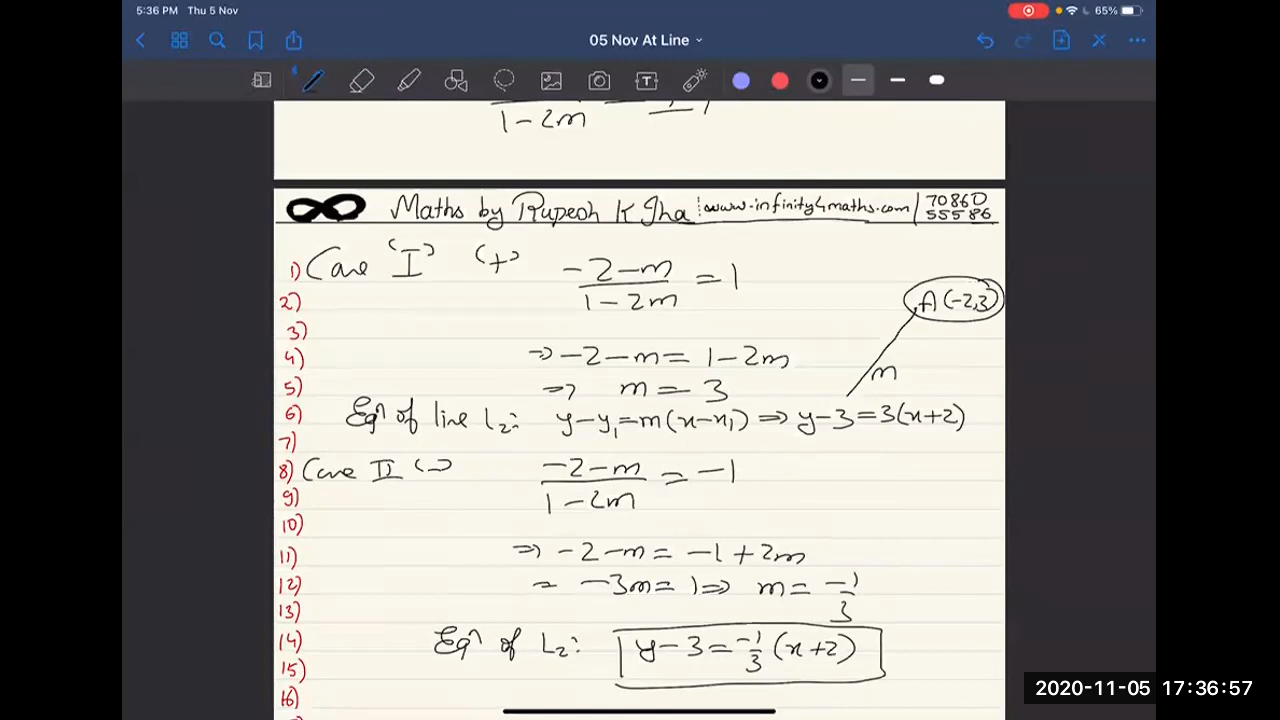 5:36 PM Thu 5 Nov
65%
05 Nov At Line
1 - 2m
Maths by Rupesh K Jha | www.infinity4maths.com | 70860 55586
1) Case 'I' (+) (-2-m)/(1-2m) = 1
2)
A(-2,3)
3)
4) ⇒ -2-m = 1-2m
m
5) ⇒ m = 3
6) Eqn of line L₂: y-y₁=m(x-x₁) ⇒ y-3=3(x+2)
7)
8) Case II (-) (-2-m)/(1-2m) = -1
9)
10)
11) ⇒ -2-m = -1+2m
12) = -3m = 1 ⇒ m = -1/3
13)
14) Eqn of L₂: y-3 = -1/3 (x+2)
15)
16)
2020-11-05 17:36:57